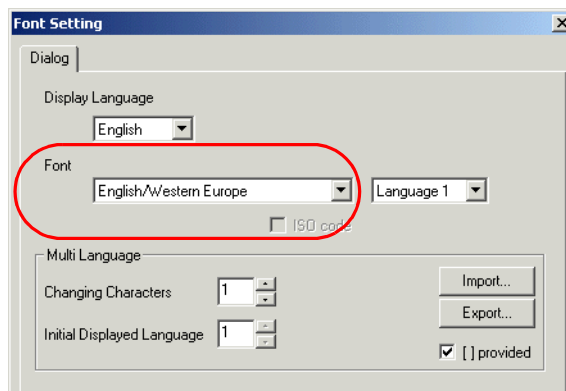 Font Setting
Dialog
Display Language
English
Font
English/Western Europe
Language 1
ISO code
Multi Language
Changing Characters
1
Import...
Export...
Initial Displayed Language
1
[ ] provided